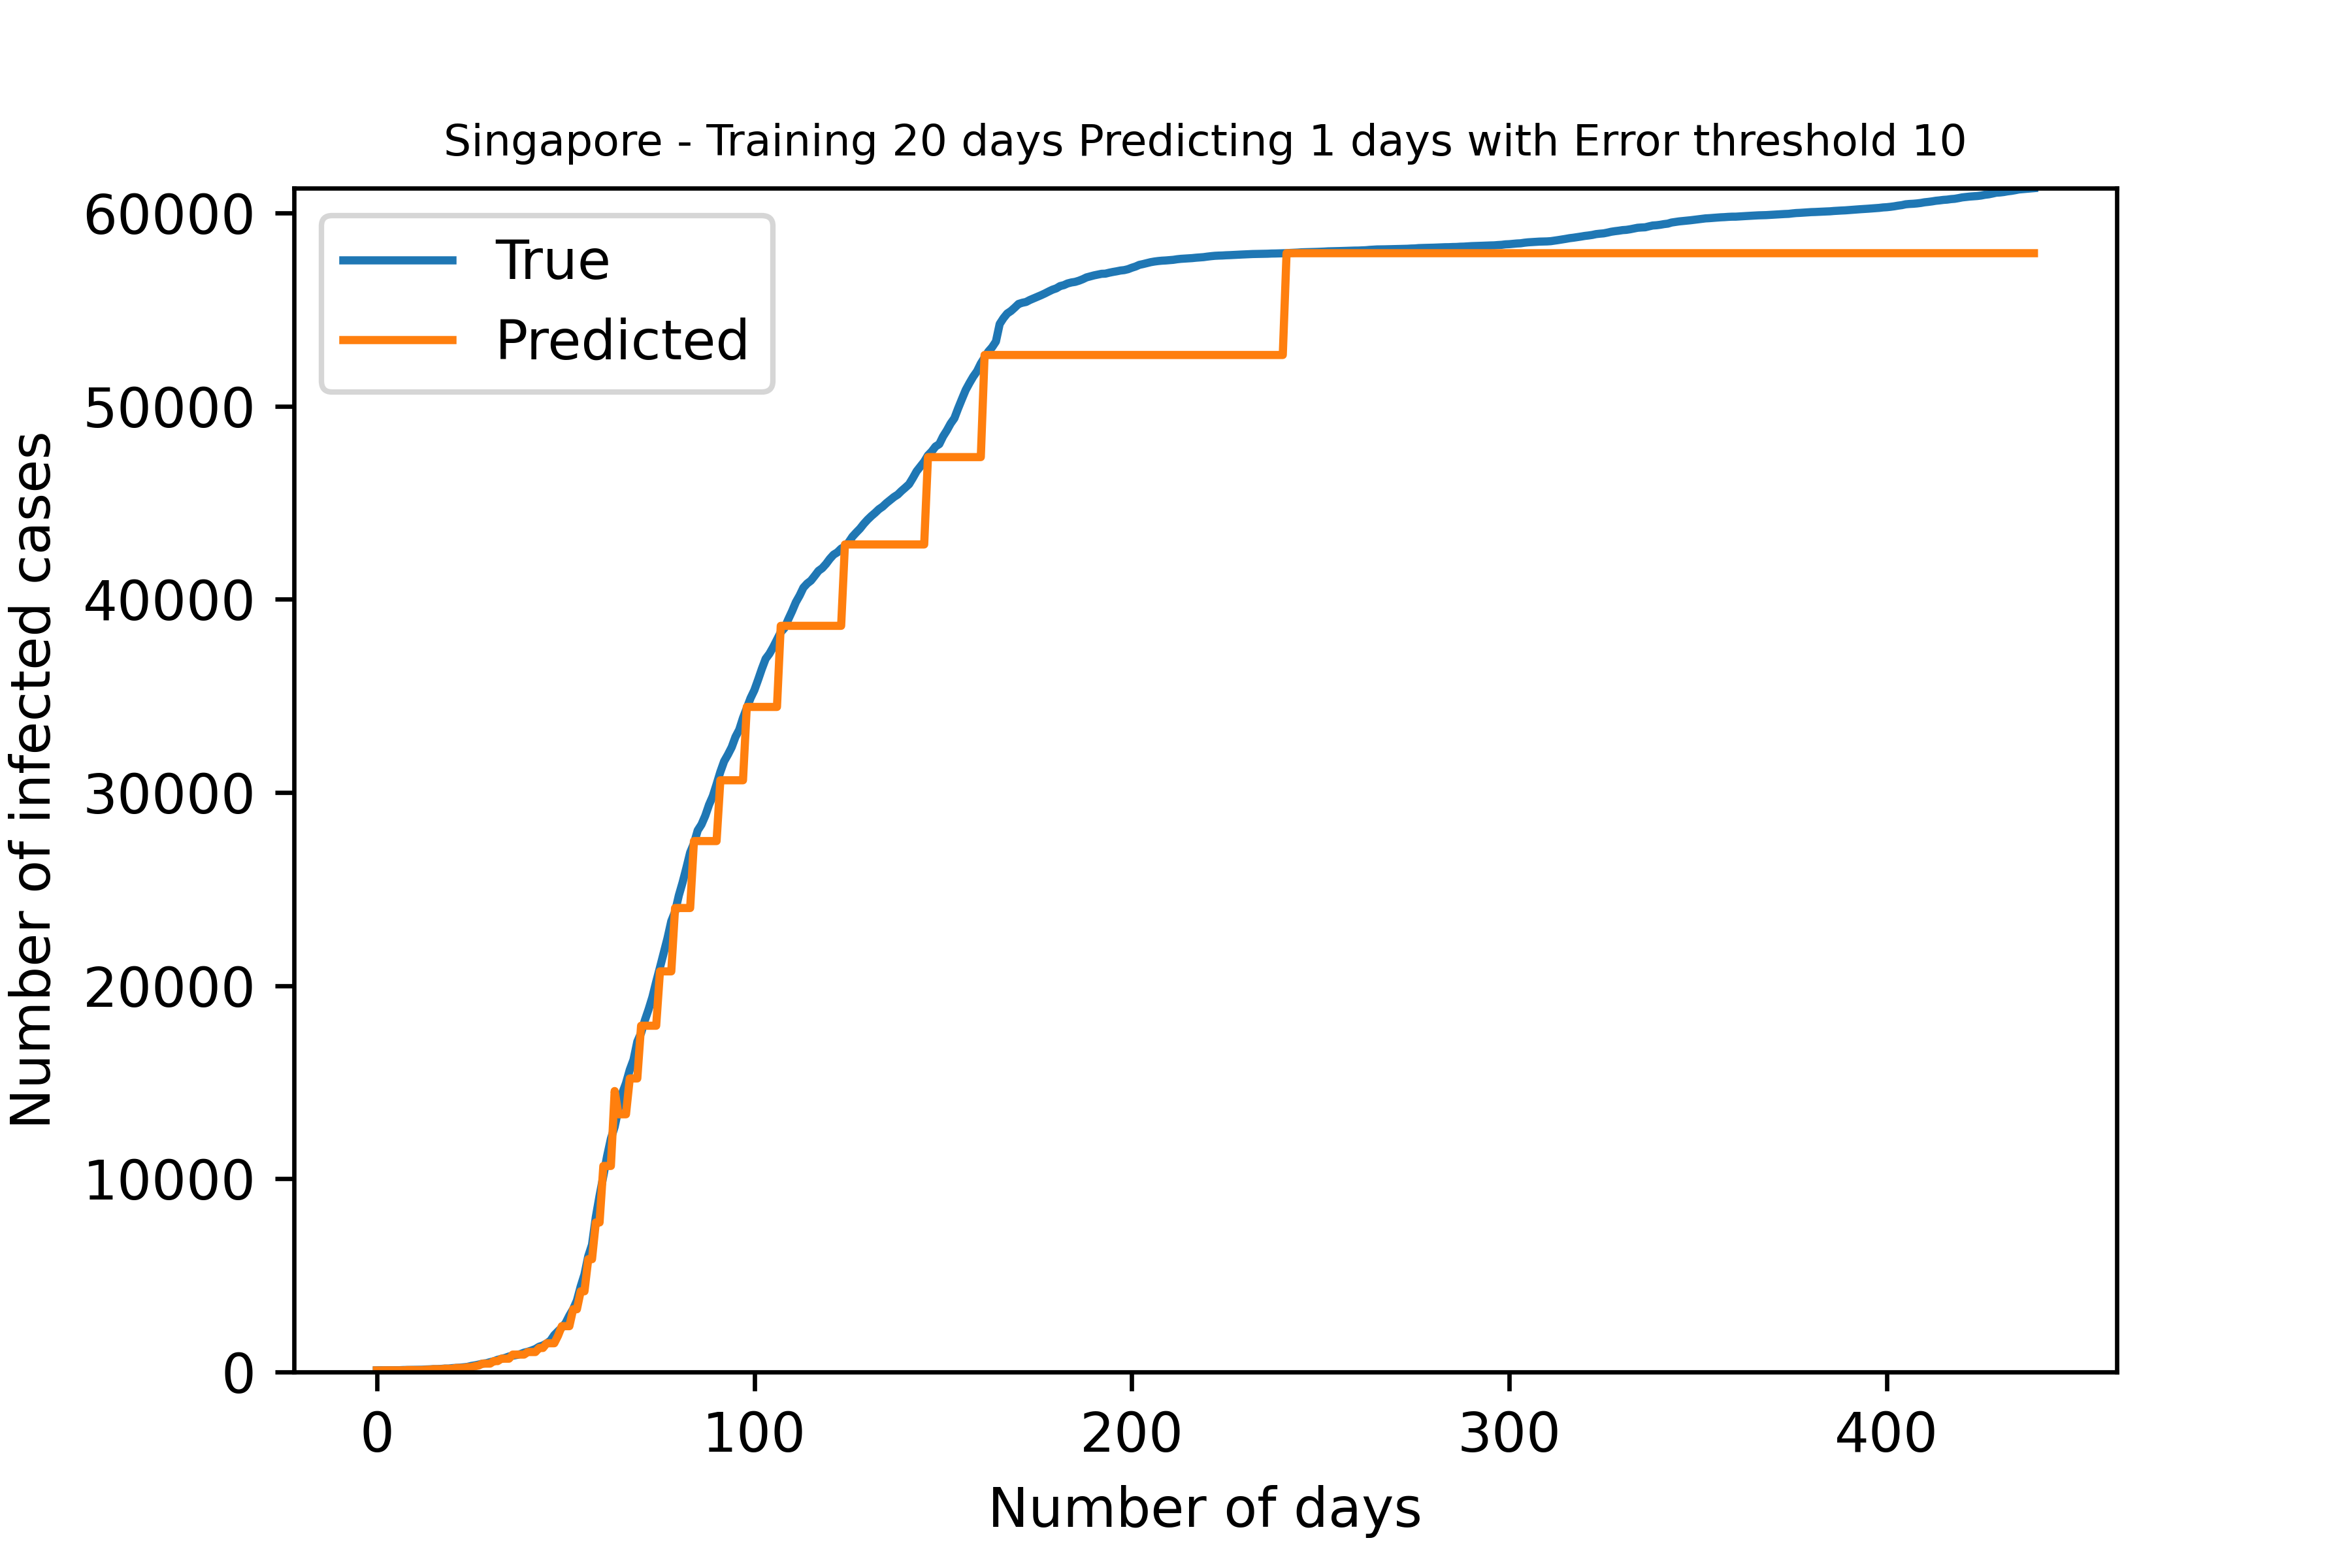 Singapore - Training 20 days Predicting 1 days with Error threshold 10
True
Predicted
Number of infected cases
60000
50000
40000
30000
20000
10000
0
0 100 200 300 400
Number of days